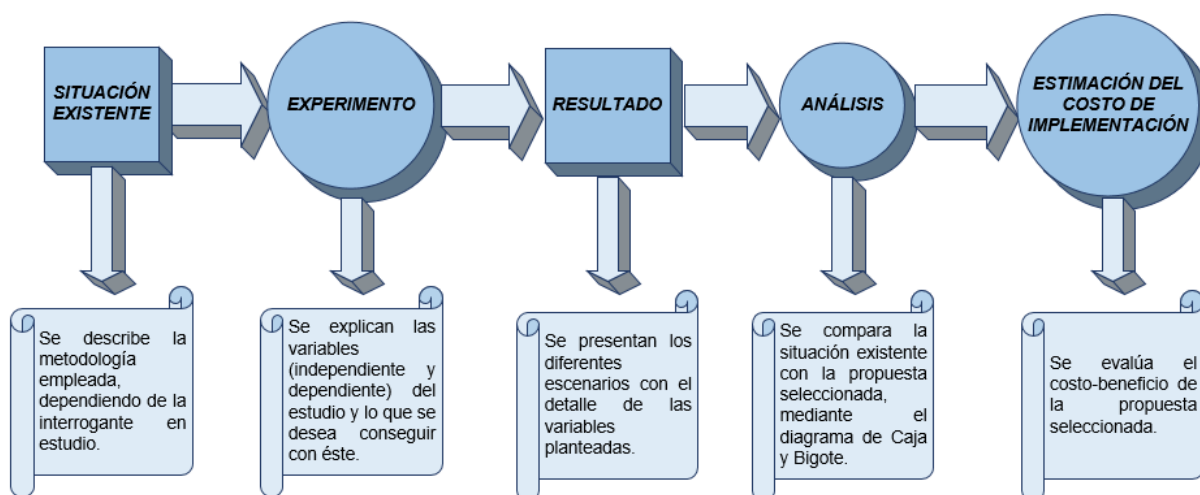 SITUACIÓN
EXISTENTE
EXPERIMENTO
RESULTADO
ANÁLISIS
ESTIMACIÓN DEL
COSTO DE
IMPLEMENTACIÓN
Se describe la
metodología
empleada,
dependiendo de la
interrogante en
estudio.
Se explican las
variables
(independiente y
dependiente) del
estudio y lo que se
desea conseguir
con éste.
Se presentan los
diferentes
escenarios con el
detalle de las
variables
planteadas.
Se compara la
situación existente
con la propuesta
seleccionada,
mediante el
diagrama de Caja
y Bigote.
Se evalúa el
costo-beneficio de
la propuesta
seleccionada.